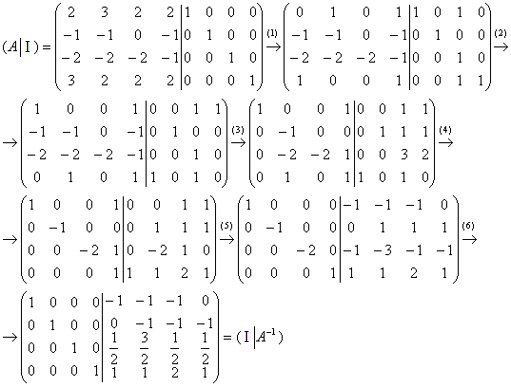 2 3 2 2 | 1 0 0 0   0 1 0 1 | 1 0 1 0
-1 -1 0 -1 | 0 1 0 0   -1 -1 0 -1 | 0 1 0 0
(A | I) = →(1) →(2)
-2 -2 -2 -1 | 0 0 1 0   -2 -2 -2 -1 | 0 0 1 0
3 2 2 2 | 0 0 0 1   1 0 0 1 | 0 0 1 1
1 0 0 1 | 0 0 1 1   1 0 0 1 | 0 0 1 1
-1 -1 0 -1 | 0 1 0 0   0 -1 0 0 | 0 1 1 1
→ →(3) →(4)
-2 -2 -2 -1 | 0 0 1 0   0 -2 -2 1 | 0 0 3 2
0 1 0 1 | 1 0 1 0   0 1 0 1 | 1 0 1 0
1 0 0 1 | 0 0 1 1   1 0 0 0 | -1 -1 -1 0
0 -1 0 0 | 0 1 1 1   0 -1 0 0 | 0 1 1 1
→ →(5) →(6)
0 0 -2 1 | 0 -2 1 0   0 0 -2 0 | -1 -3 -1 -1
0 0 0 1 | 1 1 2 1   0 0 0 1 | 1 1 2 1
1 0 0 0 | -1 -1 -1 0
0 1 0 0 | 0 -1 -1 -1
→ = (I | A⁻¹)
0 0 1 0 | 1/2 3/2 1/2 1/2
0 0 0 1 | 1 1 2 1